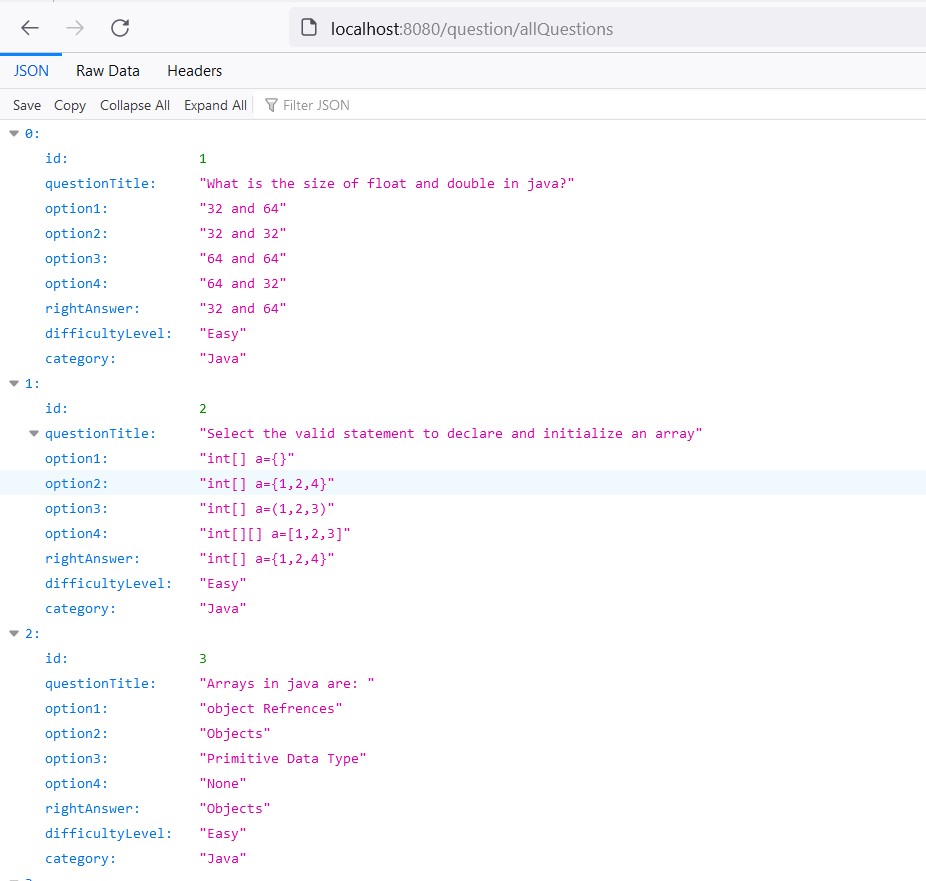 localhost:8080/question/allQuestions
JSON Raw Data Headers
Save Copy Collapse All Expand All Filter JSON
0:
id: 1
questionTitle: "What is the size of float and double in java?"
option1: "32 and 64"
option2: "32 and 32"
option3: "64 and 64"
option4: "64 and 32"
rightAnswer: "32 and 64"
difficultyLevel: "Easy"
category: "Java"
1:
id: 2
questionTitle: "Select the valid statement to declare and initialize an array"
option1: "int[] a={}"
option2: "int[] a={1,2,4}"
option3: "int[] a=(1,2,3)"
option4: "int[][] a=[1,2,3]"
rightAnswer: "int[] a={1,2,4}"
difficultyLevel: "Easy"
category: "Java"
2:
id: 3
questionTitle: "Arrays in java are: "
option1: "object Refrences"
option2: "Objects"
option3: "Primitive Data Type"
option4: "None"
rightAnswer: "Objects"
difficultyLevel: "Easy"
category: "Java"